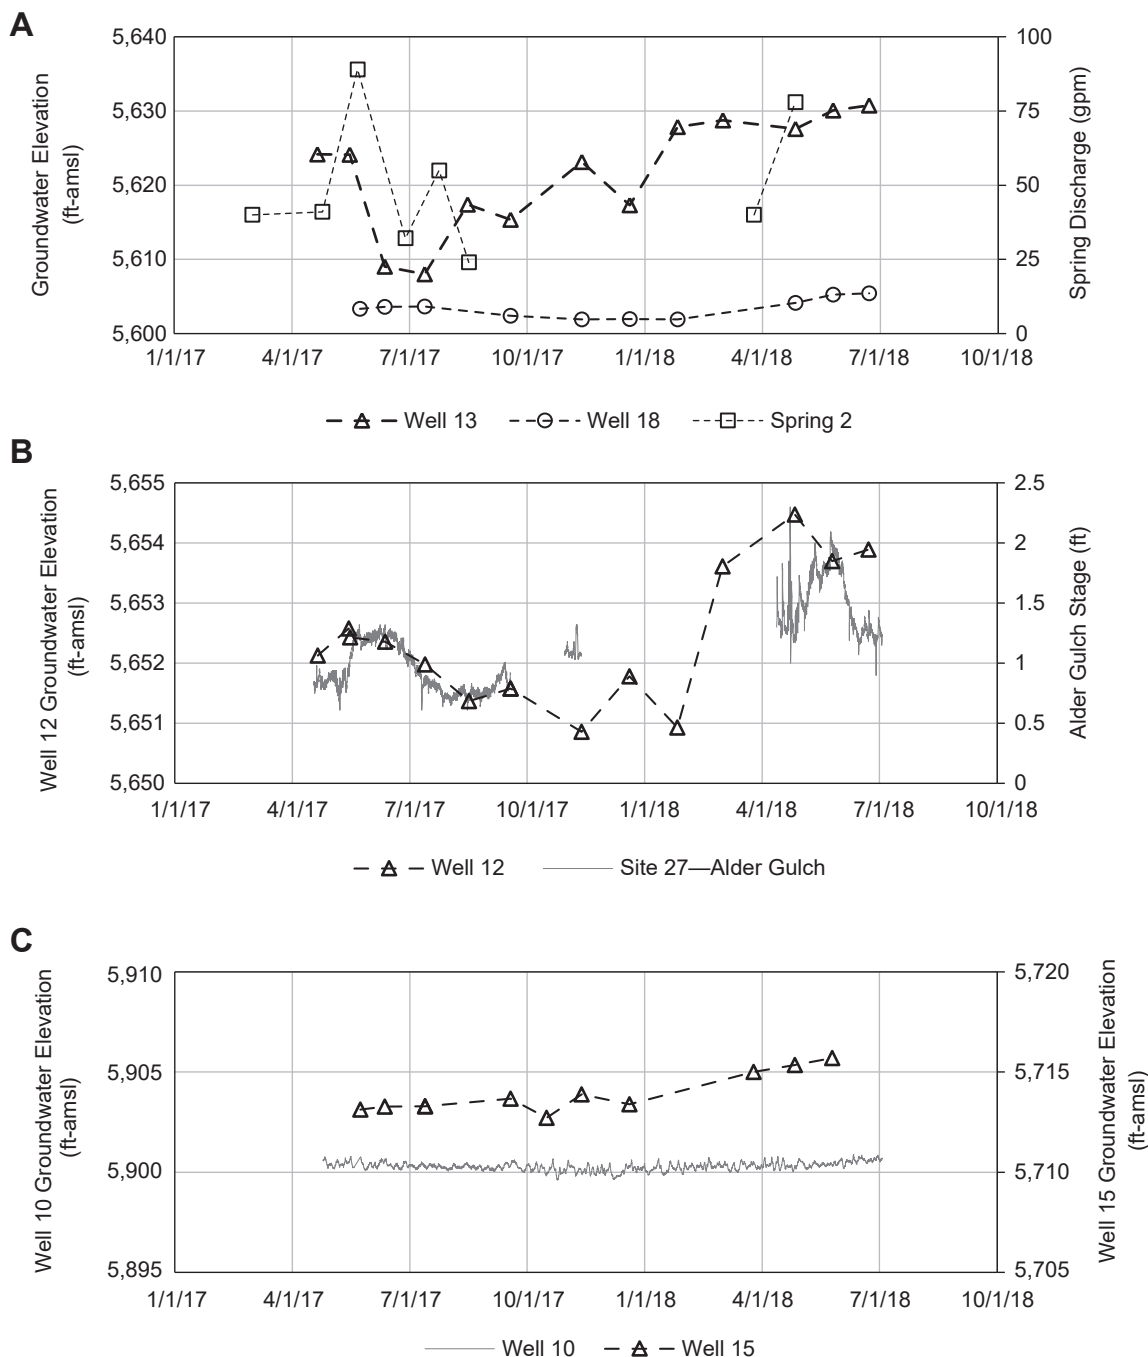 A
Groundwater Elevation
(ft-amsl)
5,640
5,630
5,620
5,610
5,600
100
75
50
25
0
Spring Discharge (gpm)
1/1/17 4/1/17 7/1/17 10/1/17 1/1/18 4/1/18 7/1/18 10/1/18
Well 13 Well 18 Spring 2
B
Well 12 Groundwater Elevation
(ft-amsl)
5,655
5,654
5,653
5,652
5,651
5,650
2.5
2
1.5
1
0.5
0
Alder Gulch Stage (ft)
1/1/17 4/1/17 7/1/17 10/1/17 1/1/18 4/1/18 7/1/18 10/1/18
Well 12 Site 27—Alder Gulch
C
Well 10 Groundwater Elevation
(ft-amsl)
5,910
5,905
5,900
5,895
5,720
5,715
5,710
5,705
Well 15 Groundwater Elevation
(ft-amsl)
1/1/17 4/1/17 7/1/17 10/1/17 1/1/18 4/1/18 7/1/18 10/1/18
Well 10 Well 15